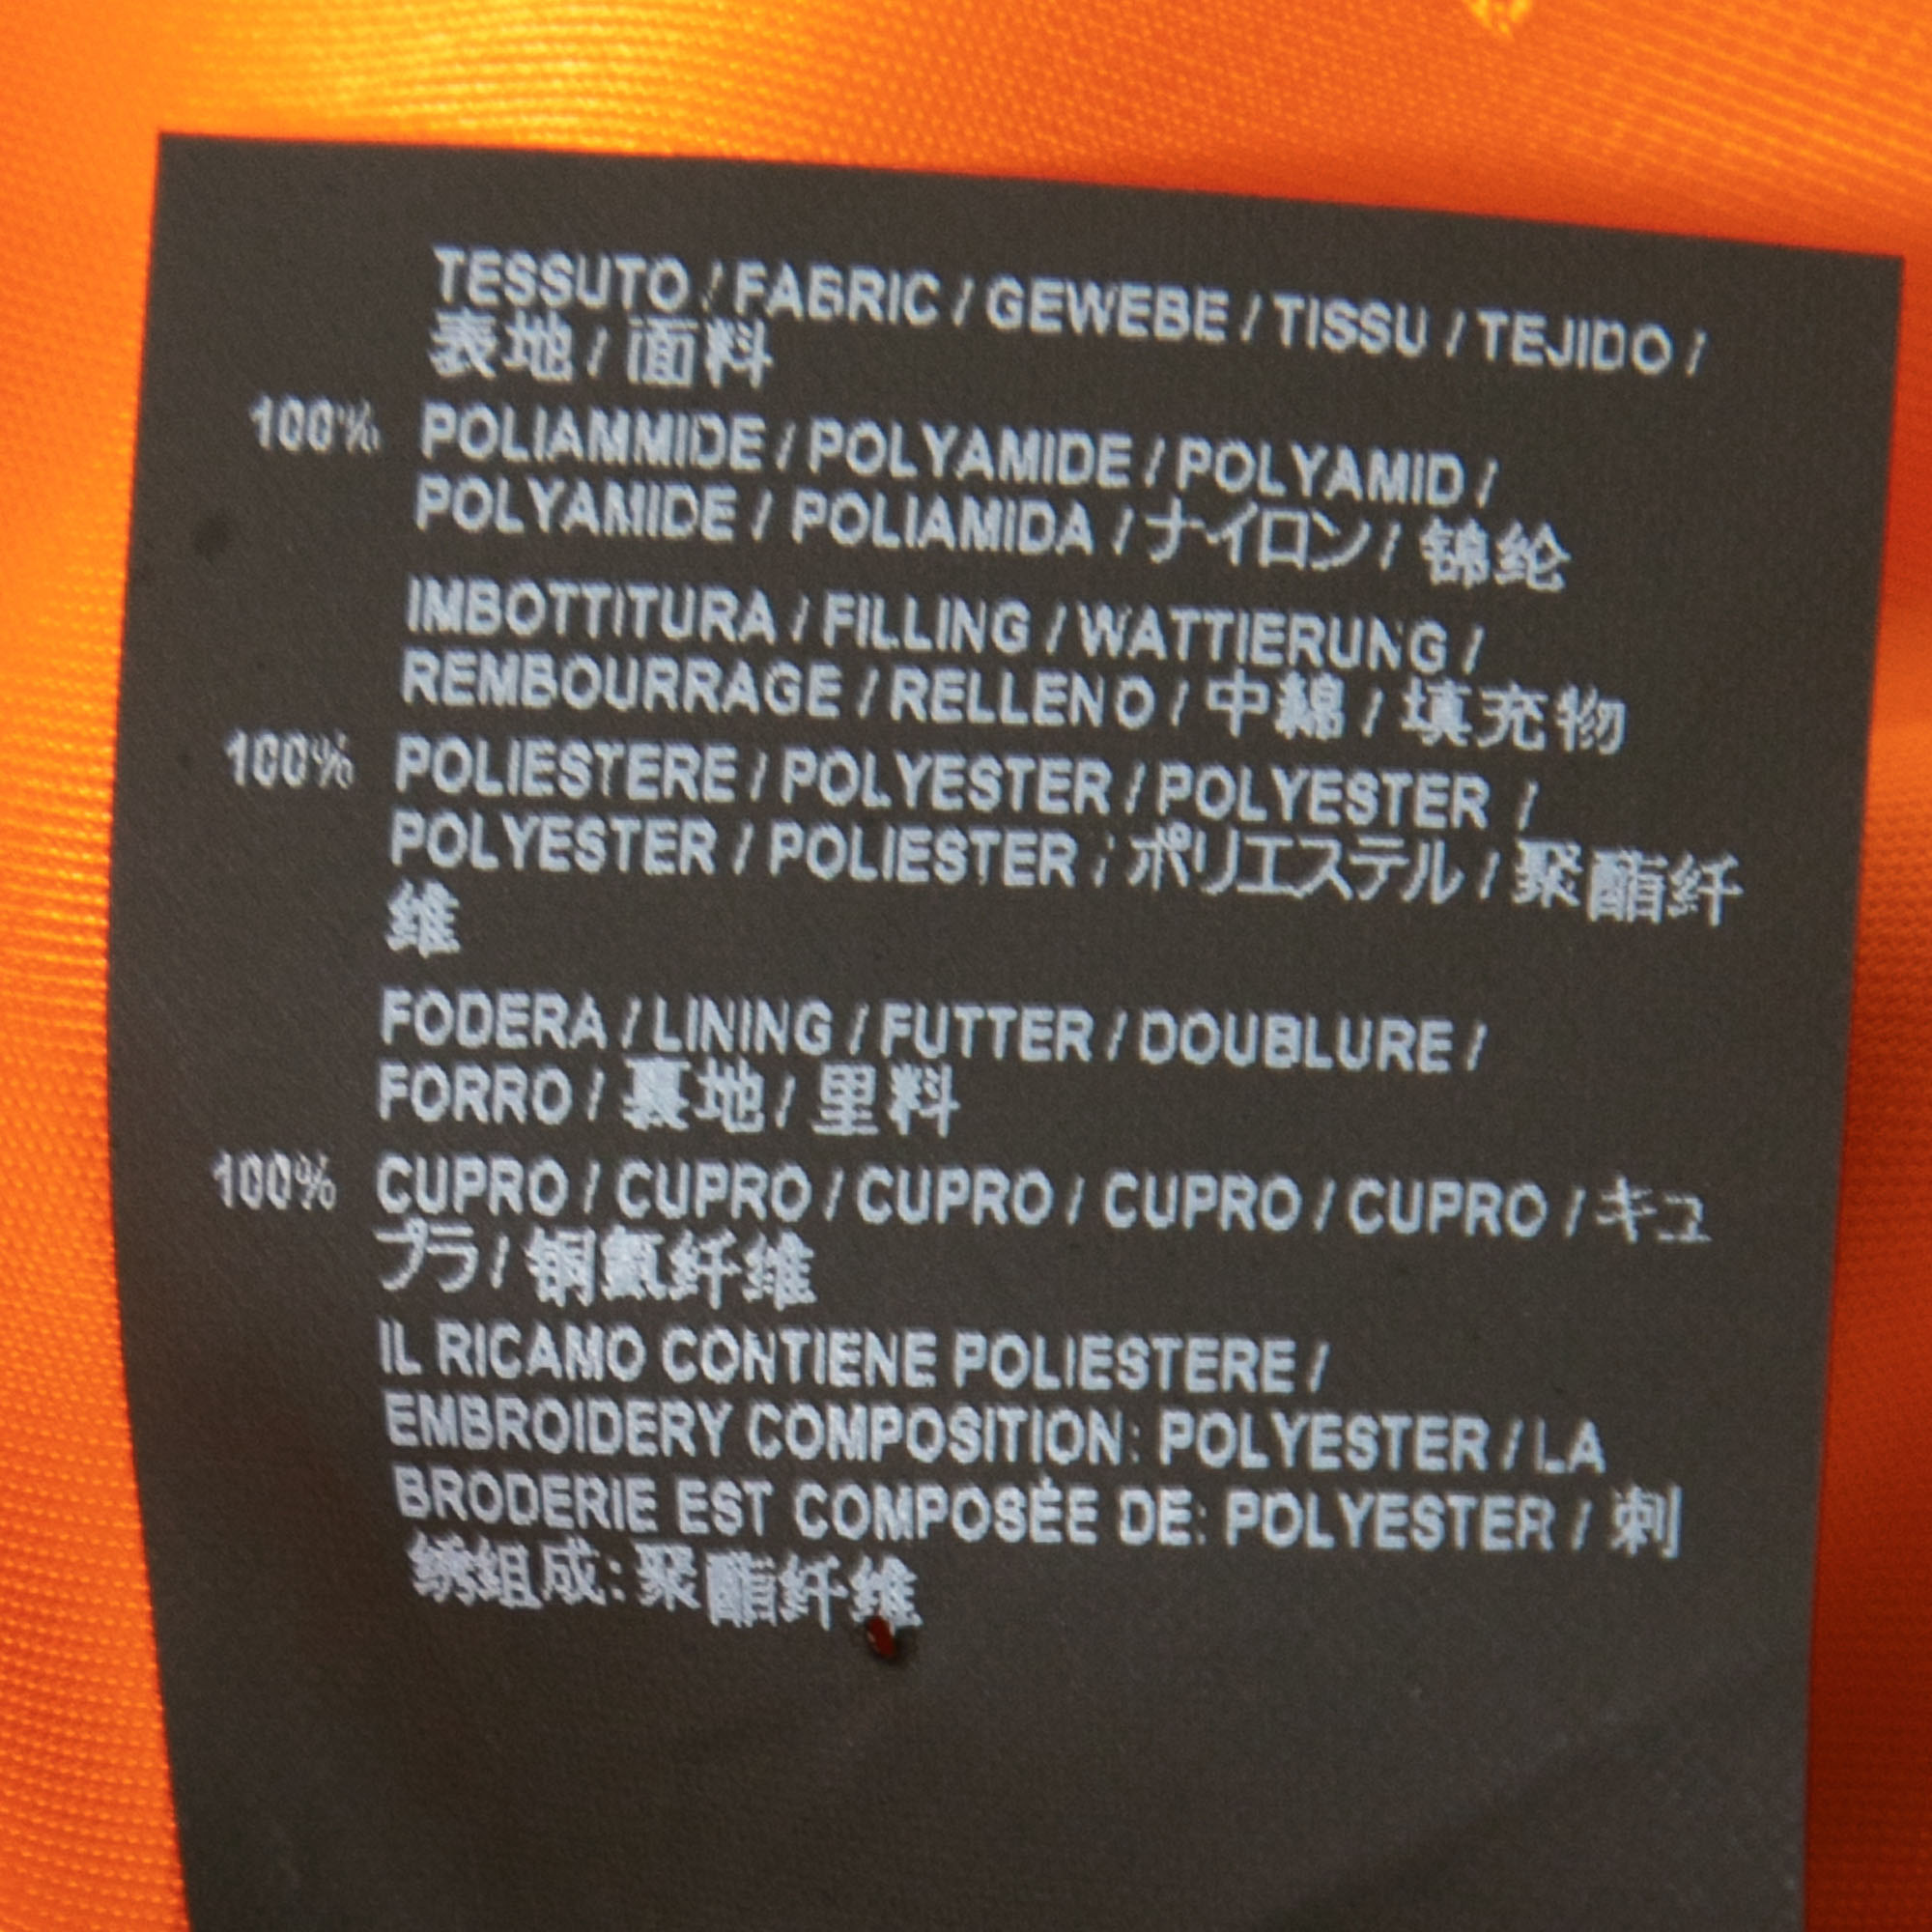 TESSUTO / FABRIC / GEWEBE / TISSU / TEJIDO /
表地 / 面料
100% POLIAMMIDE / POLYAMIDE / POLYAMID /
POLYAMIDE / POLIAMIDA / ナイロン / 锦纶
IMBOTTITURA / FILLING / WATTIERUNG /
REMBOURRAGE / RELLENO / 中綿 / 填充物
100% POLIESTERE / POLYESTER / POLYESTER /
POLYESTER / POLIESTER / ポリエステル / 聚酯纤
维
FODERA / LINING / FUTTER / DOUBLURE /
FORRO / 裏地 / 里料
100% CUPRO / CUPRO / CUPRO / CUPRO / CUPRO / キュ
プラ / 铜氨纤维
IL RICAMO CONTIENE POLIESTERE /
EMBROIDERY COMPOSITION: POLYESTER / LA
BRODERIE EST COMPOSÉE DE: POLYESTER / 刺
绣组成: 聚酯纤维